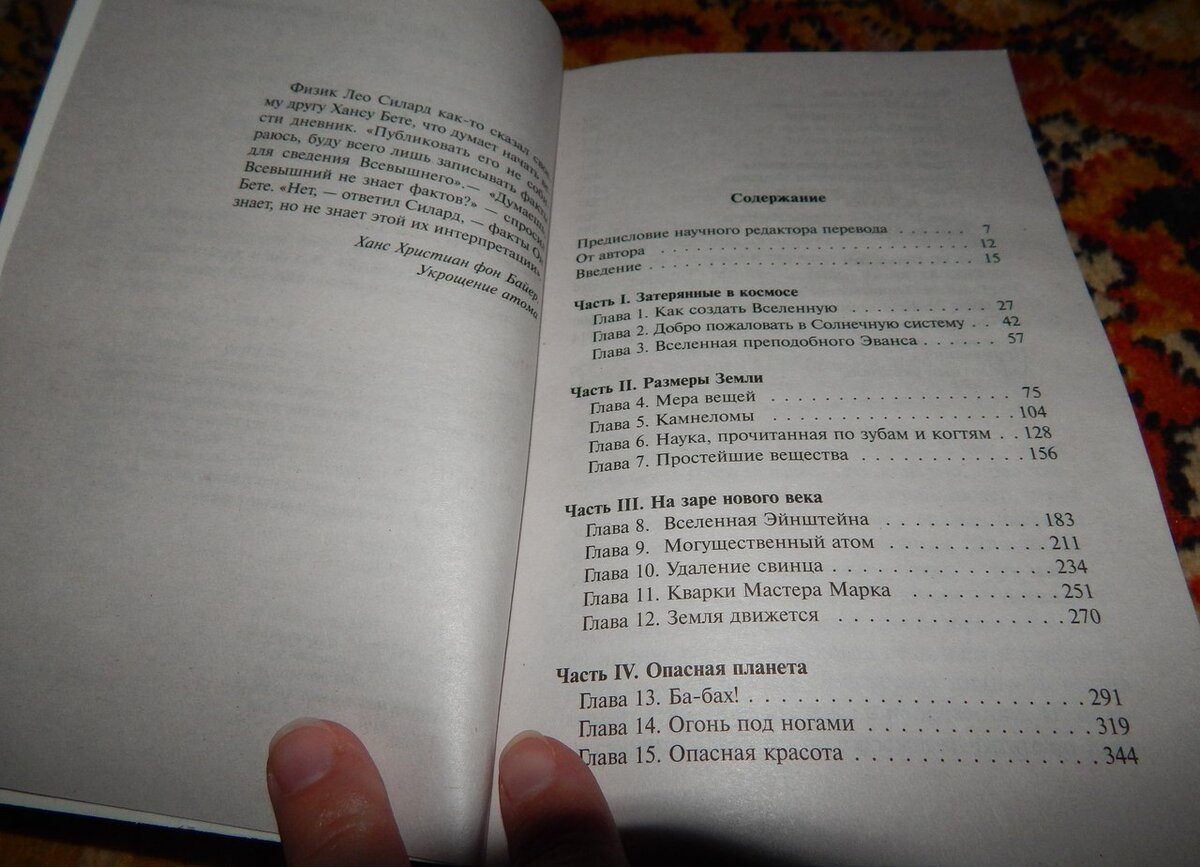 Физик Лео Силард как-то сказал свое-
му другу Хансу Бете, что думает начать ве-
сти дневник. «Публиковать его не соби-
раюсь, буду всего лишь записывать факты
для сведения Всевышнего».— «Думаешь,
Всевышний не знает фактов?» — спросил
Бете. «Нет, — ответил Силард, — факты Он
знает, но не знает этой их интерпретации».
Ханс Христиан фон Байер,
Укрощение атома
Содержание
Предисловие научного редактора перевода . . . . . . 7
От автора . . . . . . . . . . . . . . . . . . . . . 12
Введение . . . . . . . . . . . . . . . . . . . . . 15
Часть I. Затерянные в космосе
Глава 1. Как создать Вселенную . . . . . . . . . . . 27
Глава 2. Добро пожаловать в Солнечную систему . . 42
Глава 3. Вселенная преподобного Эванса . . . . . . 57
Часть II. Размеры Земли
Глава 4. Мера вещей . . . . . . . . . . . . . . . . 75
Глава 5. Камнеломы . . . . . . . . . . . . . . . . 104
Глава 6. Наука, прочитанная по зубам и когтям . . 128
Глава 7. Простейшие вещества . . . . . . . . . . . 156
Часть III. На заре нового века
Глава 8. Вселенная Эйнштейна . . . . . . . . . . . 183
Глава 9. Могущественный атом . . . . . . . . . . . 211
Глава 10. Удаление свинца . . . . . . . . . . . . . . 234
Глава 11. Кварки Мастера Марка . . . . . . . . . . 251
Глава 12. Земля движется . . . . . . . . . . . . . . 270
Часть IV. Опасная планета
Глава 13. Ба-бах! . . . . . . . . . . . . . . . . . . . 291
Глава 14. Огонь под ногами . . . . . . . . . . . . . 319
Глава 15. Опасная красота . . . . . . . . . . . . . . 344